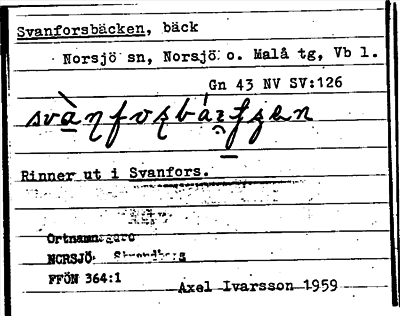 Svanforsbäcken, bäck
Norsjö sn, Norsjö o. Malå tg, Vb l.
Gn 43 NV SV:126
Rinner ut i Svanfors.
NORSJÖ
FFÖN 364:1
Axel Ivarsson 1959